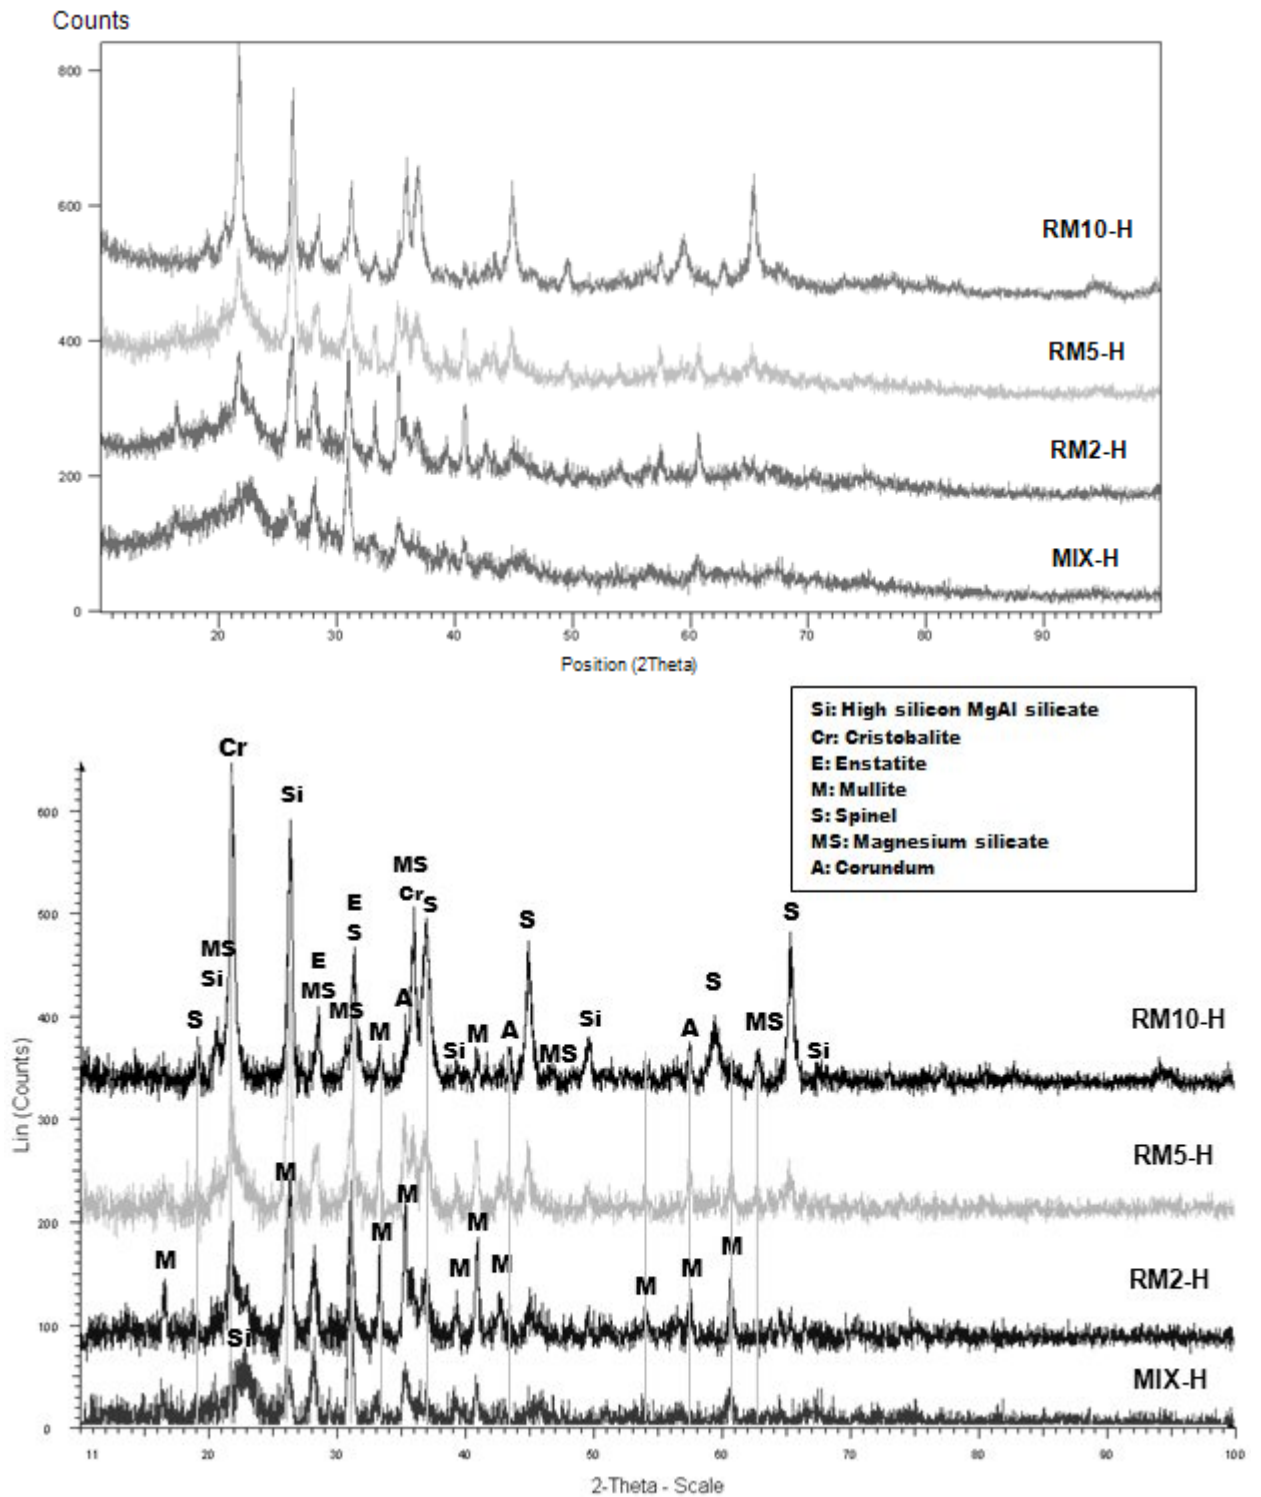 Counts
800
600
400
200
0
RM10-H
RM5-H
RM2-H
MIX-H
20 30 40 50 60 70 80 90
Position (2Theta)
Si: High silicon MgAl silicate
Cr: Cristobalite
E: Enstatite
M: Mullite
S: Spinel
MS: Magnesium silicate
A: Corundum
Cr
Si
MS
Cr S
E
S
S
S
MS
Si
E
MS
S
MS
A
S
M
Si
M
A
MS
Si
A
MS
Si
RM10-H
RM5-H
M
M
M
M
M
M
M
M
M
M
RM2-H
Si
MIX-H
Lin (Counts)
600
500
400
300
200
100
0
11 20 30 40 50 60 70 80 90 100
2-Theta - Scale